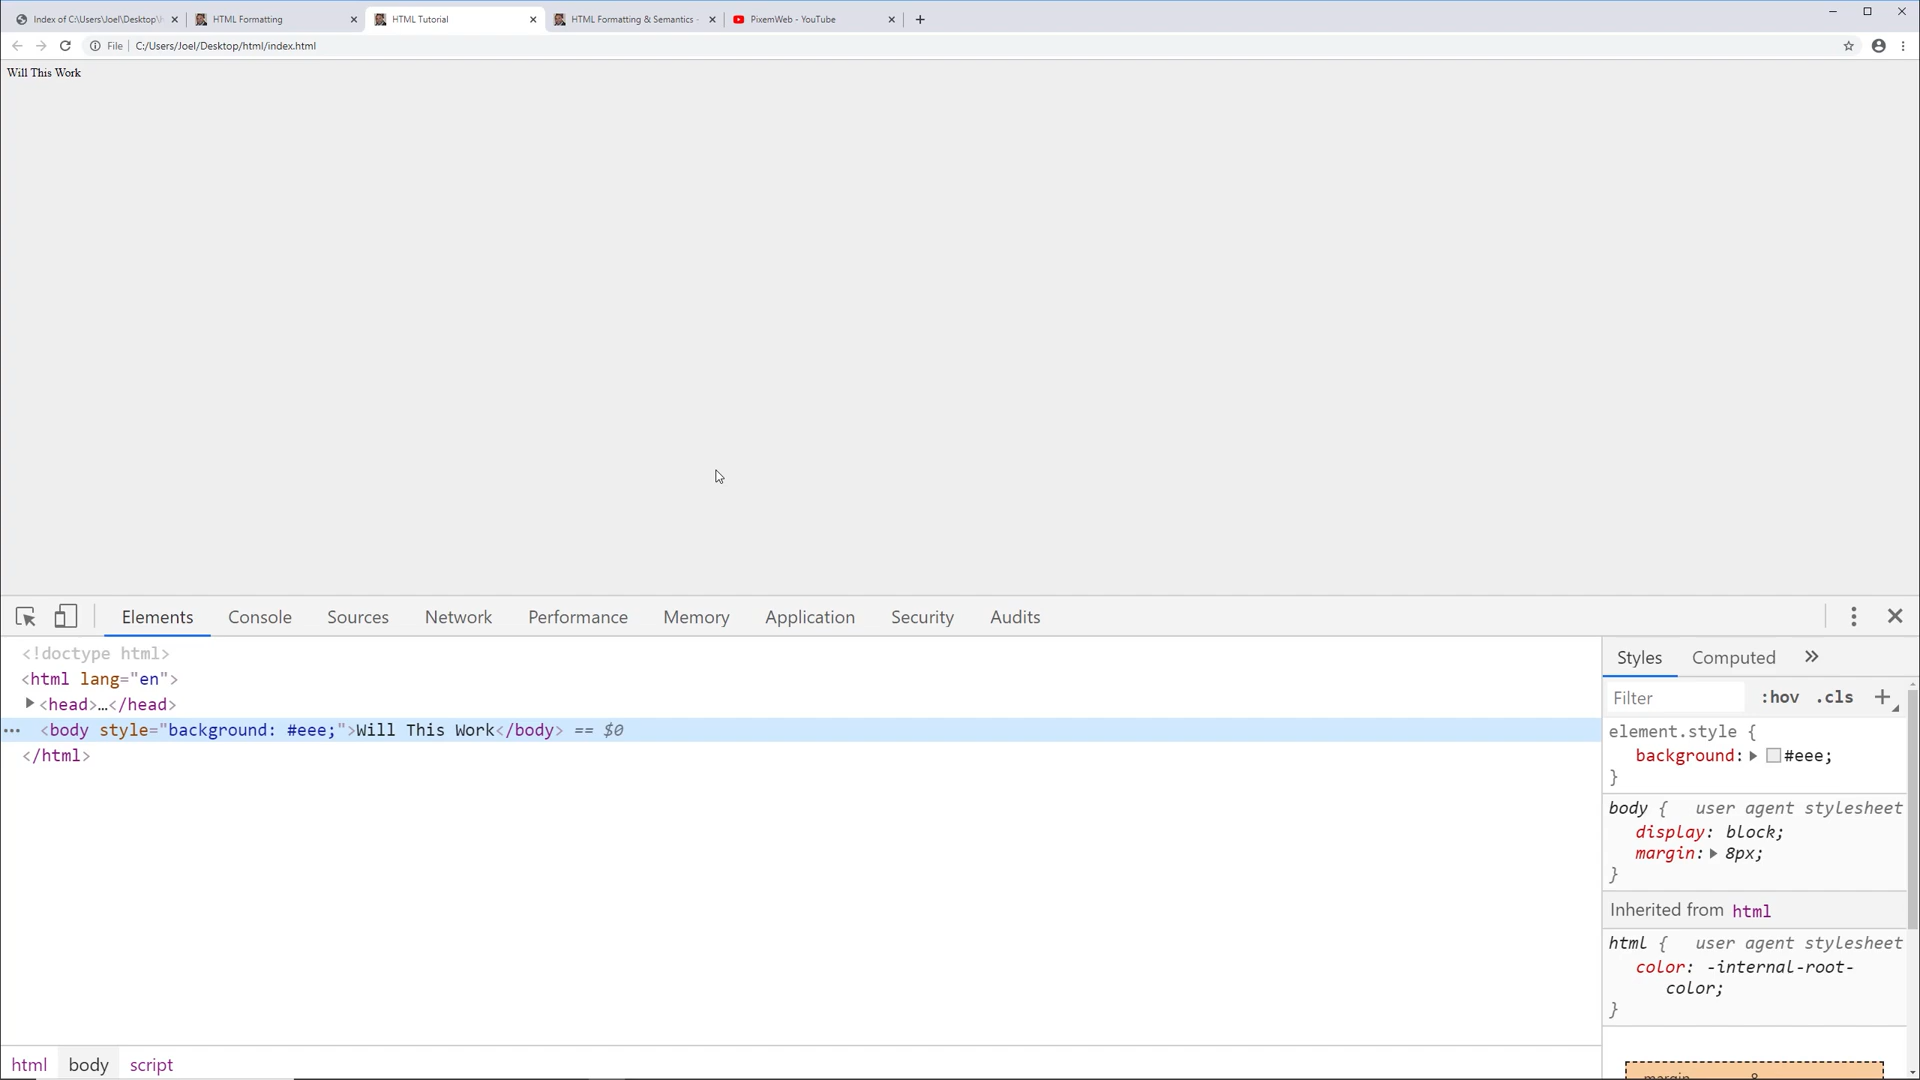 Index of C:\Users\Joel\Desktop\
HTML Formatting
HTML Tutorial
HTML Formatting & Semantics -
PixemWeb - YouTube
File
C:/Users/Joel/Desktop/html/index.html
Will This Work
Elements
Console
Sources
Network
Performance
Memory
Application
Security
Audits
<!doctype html>
<html lang="en">
<head>…</head>
<body style="background: #eee;">Will This Work</body> == $0
</html>
Styles
Computed
Filter
:hov
.cls
element.style {
background: #eee;
}
body { user agent stylesheet
display: block;
margin: 8px;
}
Inherited from html
html { user agent stylesheet
color: -internal-root-
color;
}
html
body
script